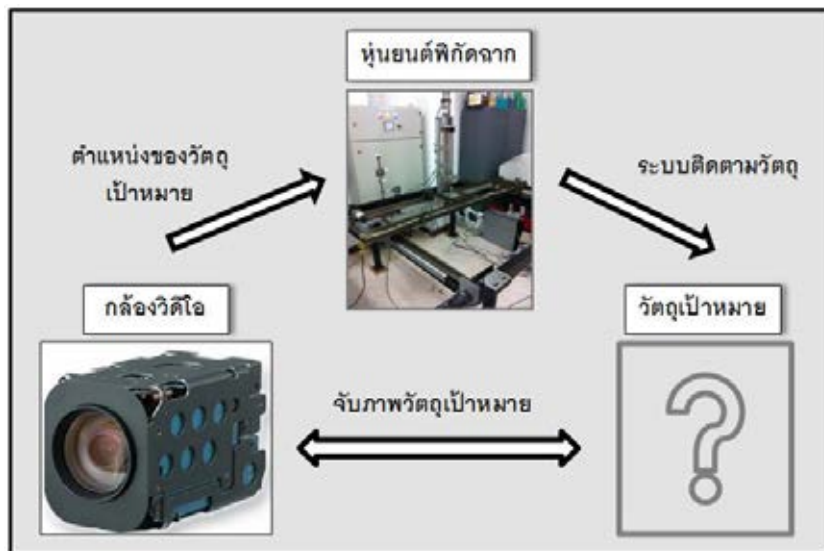 หุ่นยนต์พิกัดฉาก
ตำแหน่งของวัตถุ
เป้าหมาย
ระบบติดตามวัตถุ
กล้องวิดีโอ
วัตถุเป้าหมาย
จับภาพวัตถุเป้าหมาย
?